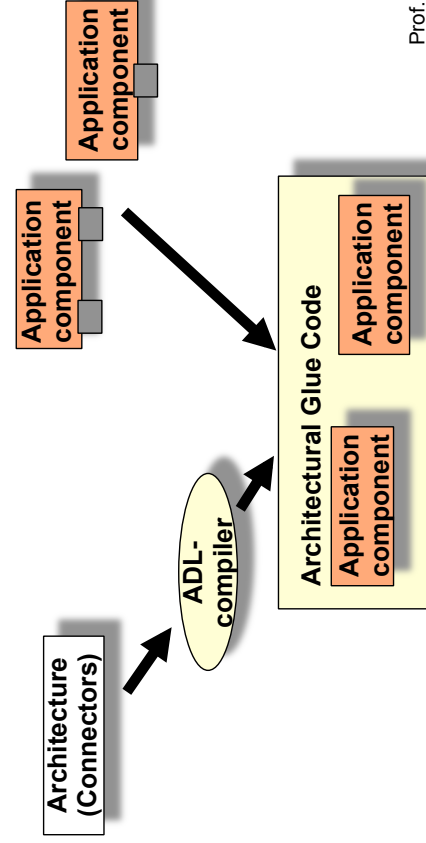 Architecture
(Connectors)
ADL-
compiler
Application
component
Application
component
Architectural Glue Code
Application
component
Application
component
Prof.